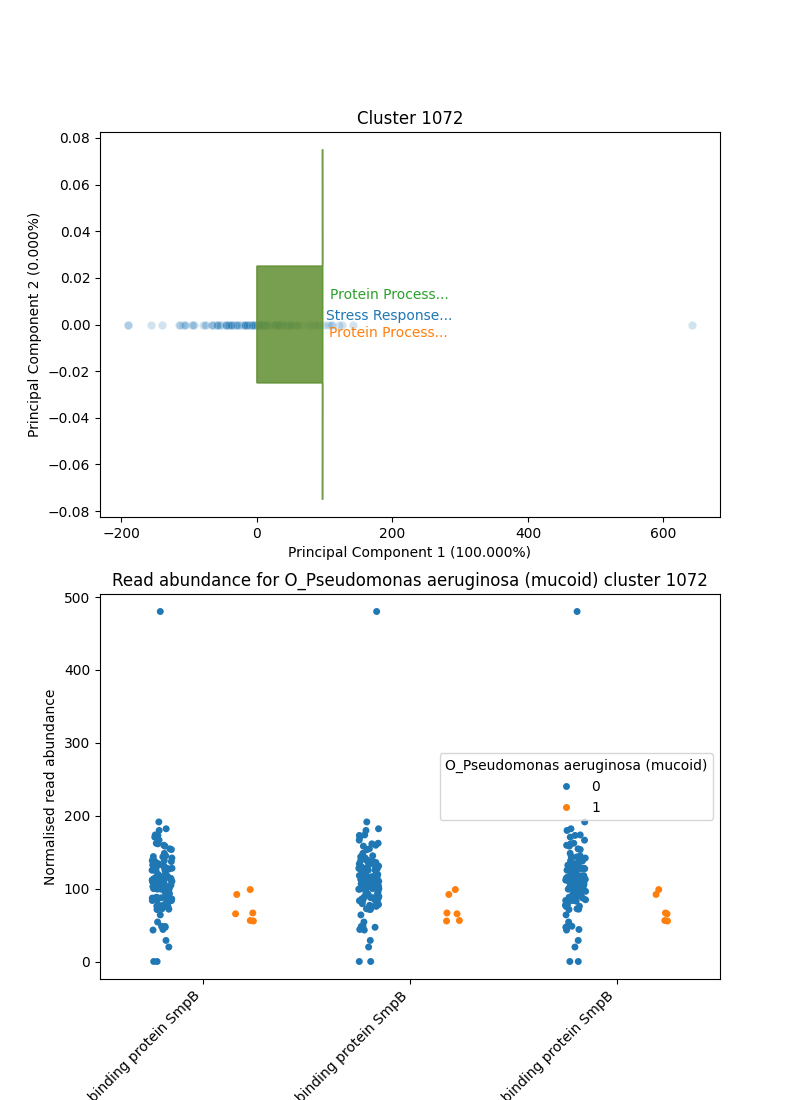 Cluster 1072
0.08
0.06
0.04
0.02
0.00
−0.02
−0.04
−0.06
−0.08
Principal Component 2 (0.000%)
Protein Process...
Stress Response...
Protein Process...
−200
0
200
400
600
Principal Component 1 (100.000%)
Read abundance for O_Pseudomonas aeruginosa (mucoid) cluster 1072
500
400
300
200
100
0
Normalised read abundance
O_Pseudomonas aeruginosa (mucoid)
0
1
binding protein SmpB
binding protein SmpB
binding protein SmpB